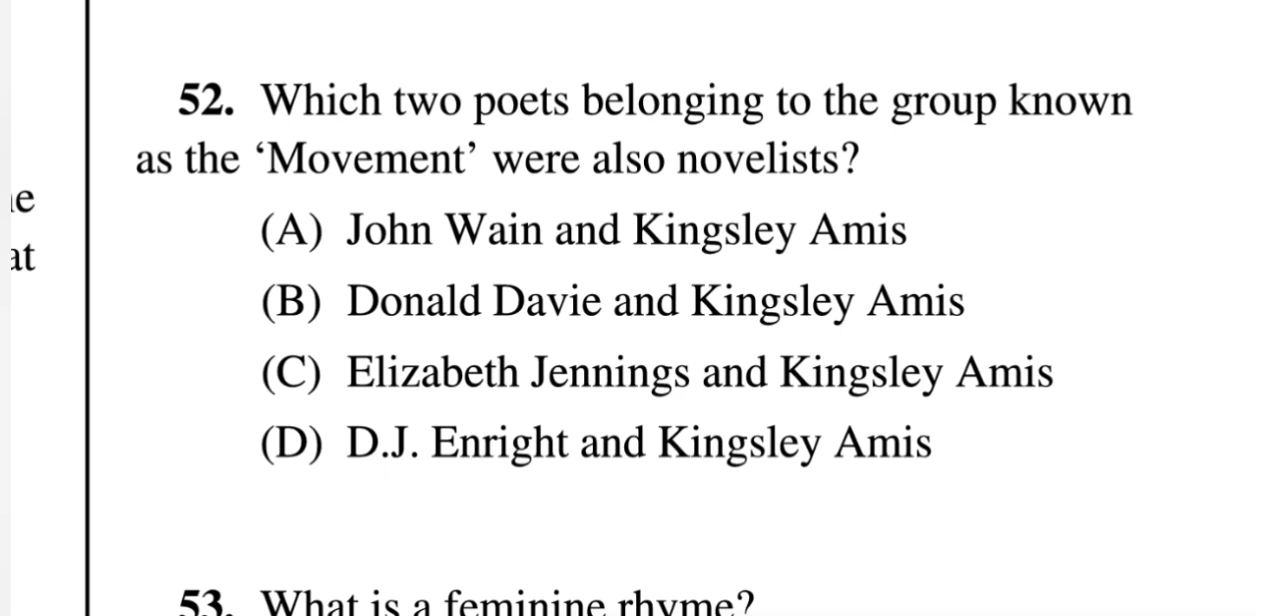 52. Which two poets belonging to the group known
as the ‘Movement’ were also novelists?
(A) John Wain and Kingsley Amis
(B) Donald Davie and Kingsley Amis
(C) Elizabeth Jennings and Kingsley Amis
(D) D.J. Enright and Kingsley Amis
53. What is a feminine rhyme?